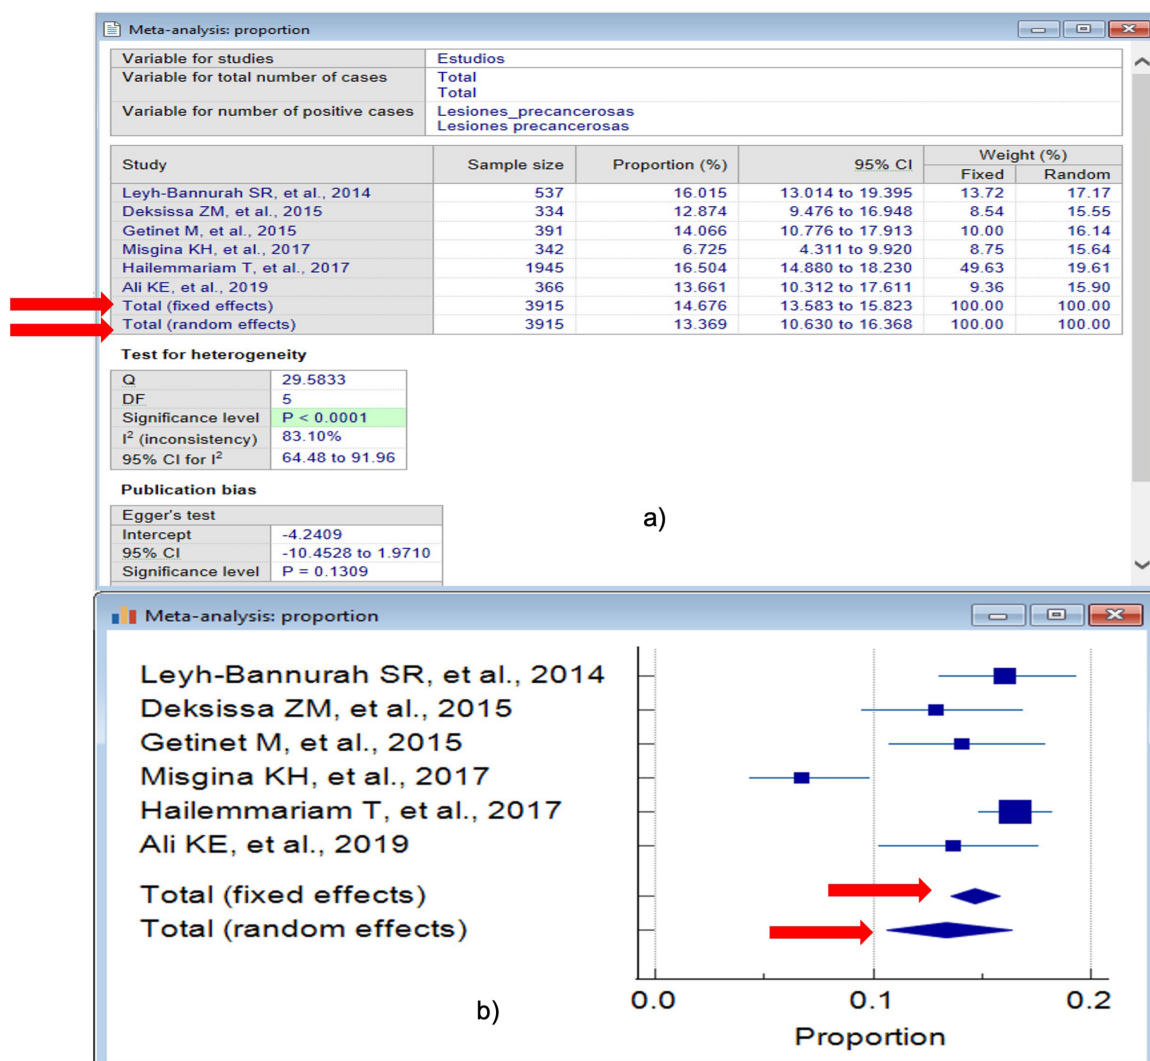 Meta-analysis: proportion
Variable for studies Estudios
Variable for total number of cases Total
Total
Variable for number of positive cases Lesiones_precancerosas
Lesiones precancerosas
Study Sample size Proportion (%) 95% CI Weight (%)
Fixed Random
Leyh-Bannurah SR, et al., 2014 537 16.015 13.014 to 19.395 13.72 17.17
Deksissa ZM, et al., 2015 334 12.874 9.476 to 16.948 8.54 15.55
Getinet M, et al., 2015 391 14.066 10.776 to 17.913 10.00 16.14
Misgina KH, et al., 2017 342 6.725 4.311 to 9.920 8.75 15.64
Hailemmariam T, et al., 2017 1945 16.504 14.880 to 18.230 49.63 19.61
Ali KE, et al., 2019 366 13.661 10.312 to 17.611 9.36 15.90
Total (fixed effects) 3915 14.676 13.583 to 15.823 100.00 100.00
Total (random effects) 3915 13.369 10.630 to 16.368 100.00 100.00
Test for heterogeneity
Q 29.5833
DF 5
Significance level P < 0.0001
I² (inconsistency) 83.10%
95% CI for I² 64.48 to 91.96
Publication bias
Egger's test
Intercept -4.2409
95% CI -10.4528 to 1.9710
Significance level P = 0.1309
a)
Meta-analysis: proportion
Leyh-Bannurah SR, et al., 2014
Deksissa ZM, et al., 2015
Getinet M, et al., 2015
Misgina KH, et al., 2017
Hailemmariam T, et al., 2017
Ali KE, et al., 2019
Total (fixed effects)
Total (random effects)
0.0 0.1 0.2
Proportion
b)